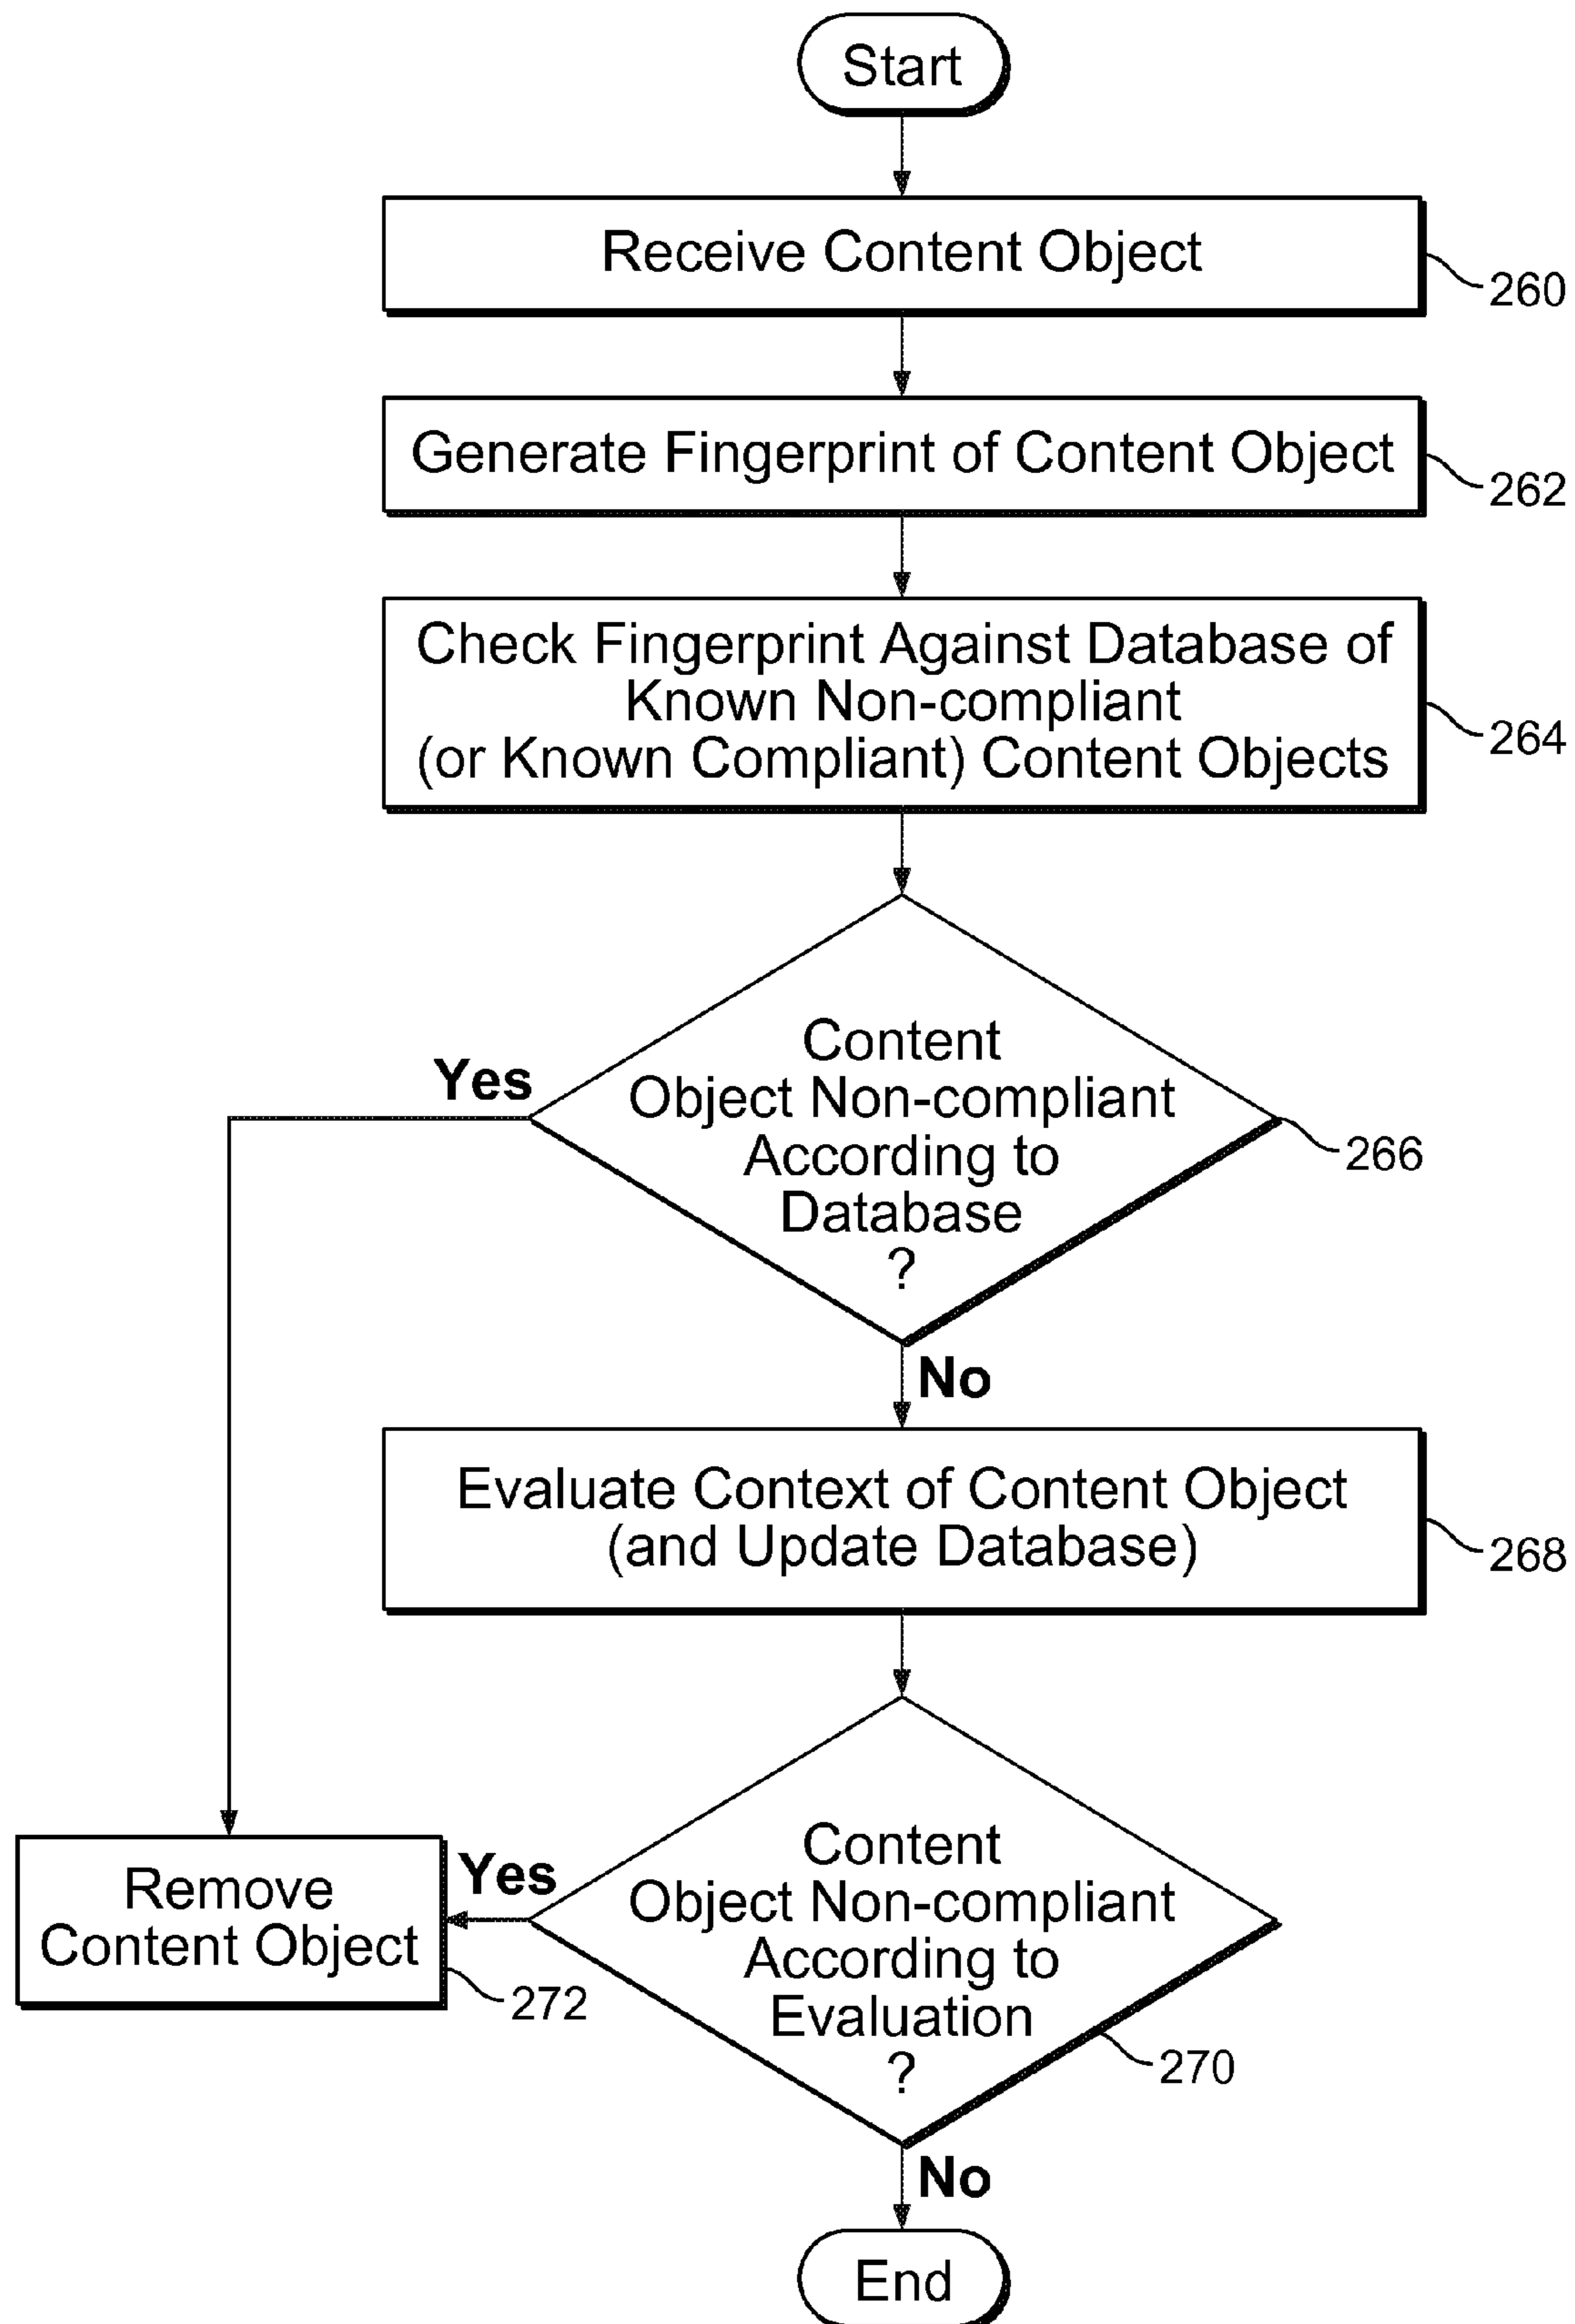 Start
Receive Content Object
260
Generate Fingerprint of Content Object
262
Check Fingerprint Against Database of
Known Non-compliant
(or Known Compliant) Content Objects
264
Content
Object Non-compliant
According to
Database
?
266
Yes
No
Evaluate Context of Content Object
(and Update Database)
268
Content
Object Non-compliant
According to
Evaluation
?
270
Yes
Remove
Content Object
272
No
End